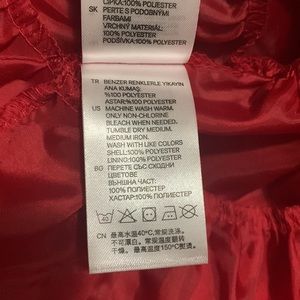 ČIPKA:100% POLYESTER
SK PERTE S PODOBNÝMI
FARBAMI
VRCHNÝ MATERIÁL:
100% POLYESTER
PODŠÍVKA:100% POLYESTER
TR BENZER RENKLERLE YIKAYIN
ANA KUMAŞ:
%100 POLYESTER
ASTAR:%100 POLYESTER
US MACHINE WASH WARM.
ONLY NON-CHLORINE
BLEACH WHEN NEEDED.
TUMBLE DRY MEDIUM.
MEDIUM IRON.
WASH WITH LIKE COLORS
SHELL:100% POLYESTER
LINING:100% POLYESTER
BG ПЕРЕТЕ СЪС СХОДНИ
ЦВЕТОВЕ
ВЪНШНА ЧАСТ:
100% ПОЛИЕСТЕР
ХАСТАР:100% ПОЛИЕСТЕР
40
CN 最高水温40℃,常规洗涤,
不可漂白,常规温度翻转
干燥,最高温度150℃熨烫